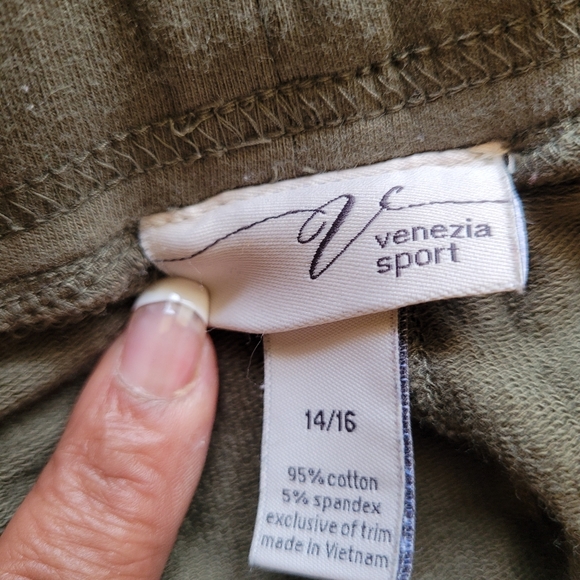 V
venezia
sport
14/16
95% cotton
5% spandex
exclusive of trim
made in Vietnam